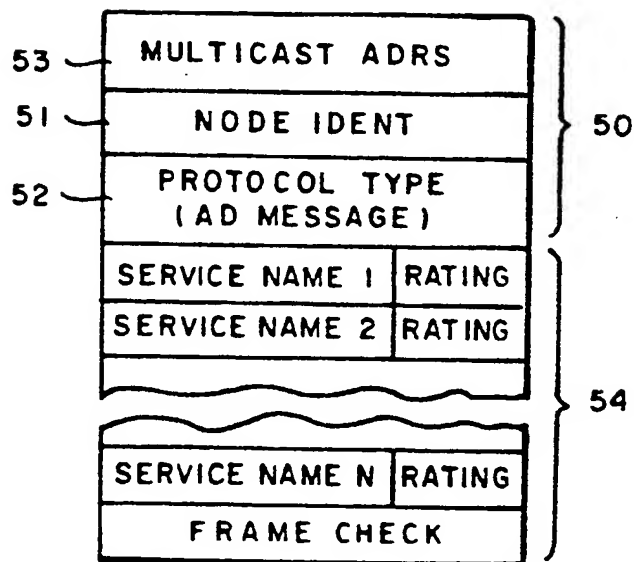 53 MULTICAST ADRS
51 NODE IDENT 50
52 PROTOCOL TYPE
(AD MESSAGE)
SERVICE NAME 1 RATING
SERVICE NAME 2 RATING
54
SERVICE NAME N RATING
FRAME CHECK